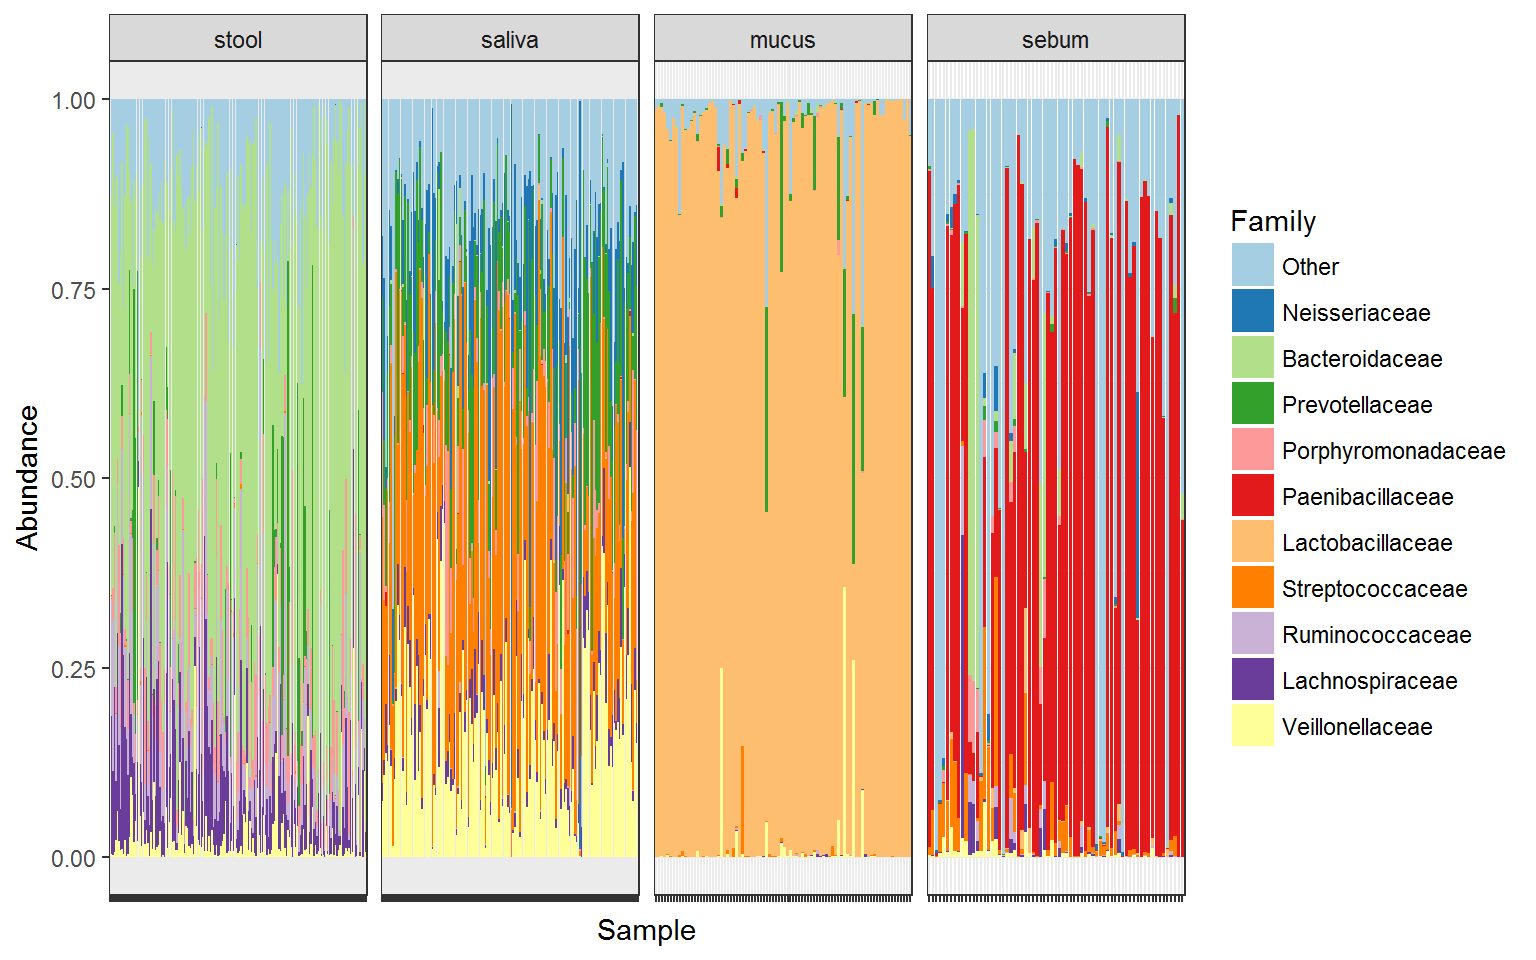 stool
saliva
mucus
sebum
1.00
0.75
0.50
0.25
0.00
Abundance
Sample
Family
Other
Neisseriaceae
Bacteroidaceae
Prevotellaceae
Porphyromonadaceae
Paenibacillaceae
Lactobacillaceae
Streptococcaceae
Ruminococcaceae
Lachnospiraceae
Veillonellaceae